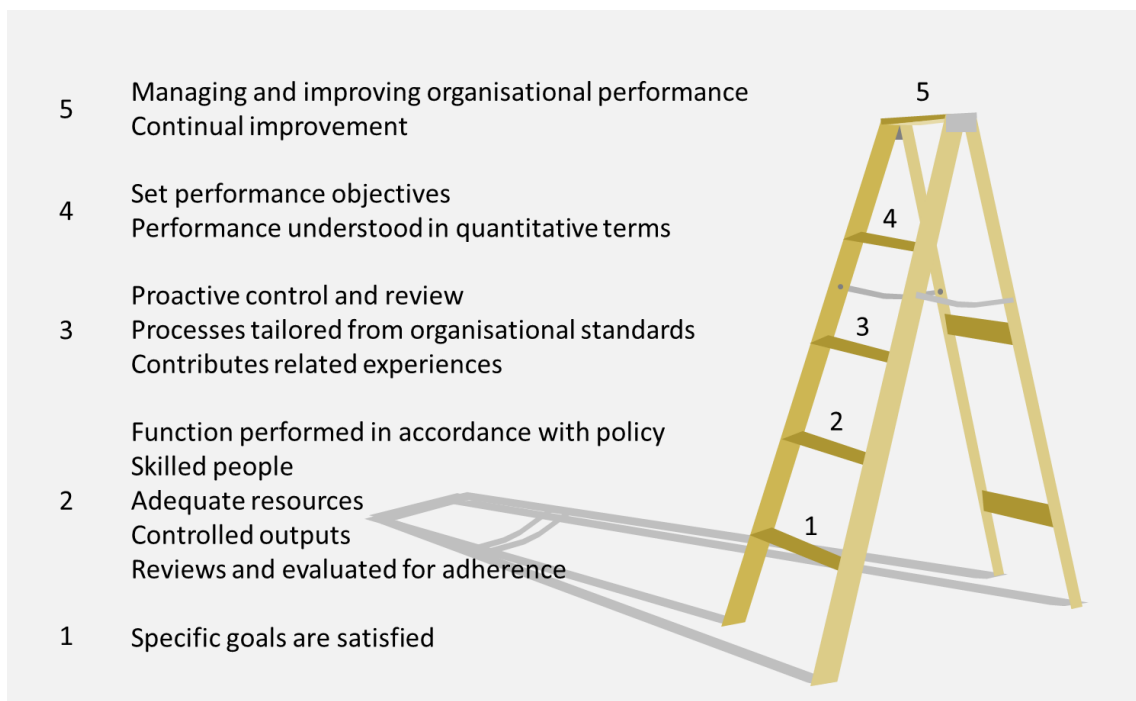 5
Managing and improving organisational performance
Continual improvement
4
Set performance objectives
Performance understood in quantitative terms
3
Proactive control and review
Processes tailored from organisational standards
Contributes related experiences
2
Function performed in accordance with policy
Skilled people
Adequate resources
Controlled outputs
Reviews and evaluated for adherence
1
Specific goals are satisfied
5
4
3
2
1